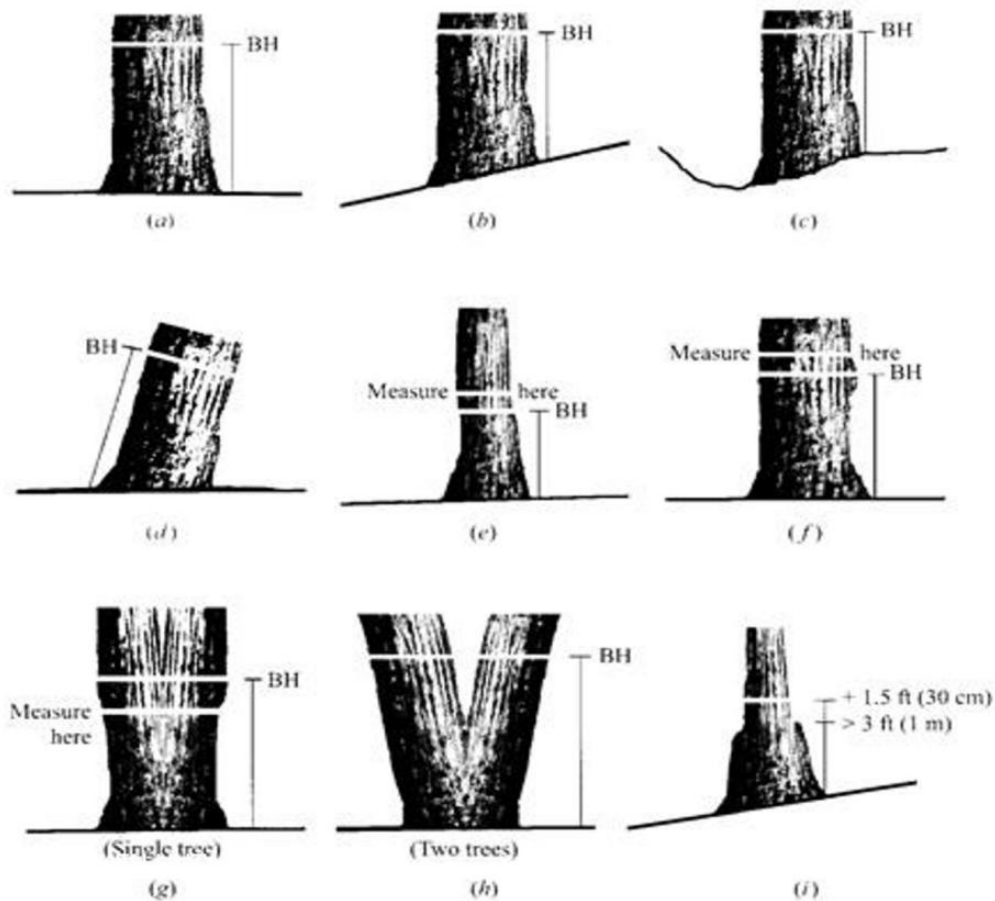 BH
BH
BH
(a)
(b)
(c)
BH
Measure here
BH
Measure here
BH
(d)
(e)
(f)
BH
Measure
here
BH
+ 1.5 ft (30 cm)
> 3 ft (1 m)
(Single tree)
(Two trees)
(g)
(h)
(i)